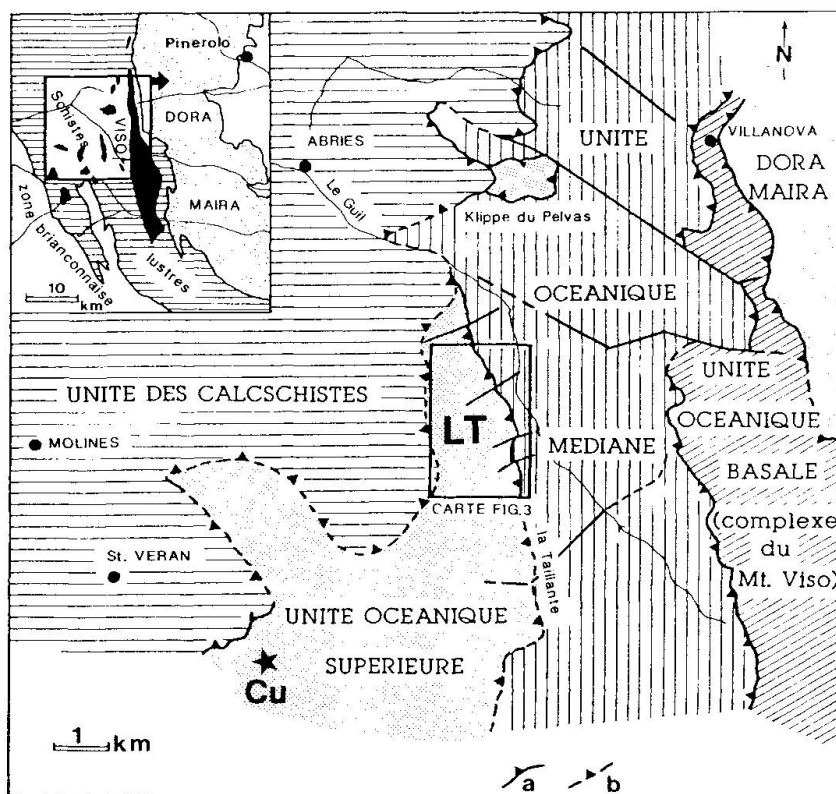 Pinerolo
DORA
VISO
Schistes
MAIRA
zone briançonnaise
lustres
10
km
N
ABRIES
Le Guil
UNITE
VILLANOVA
DORA
MAIRA
Klippe du Pelvas
OCEANIQUE
UNITE
UNITE DES CALCSCHISTES
OCEANIQUE
MOLINES
LT
MEDIANE
BASALE
CARTE FIG.3
(complexe
du
Mt. Viso)
la Taillante
St. VERAN
UNITE OCEANIQUE
SUPERIEURE
Cu
1
km
a
b